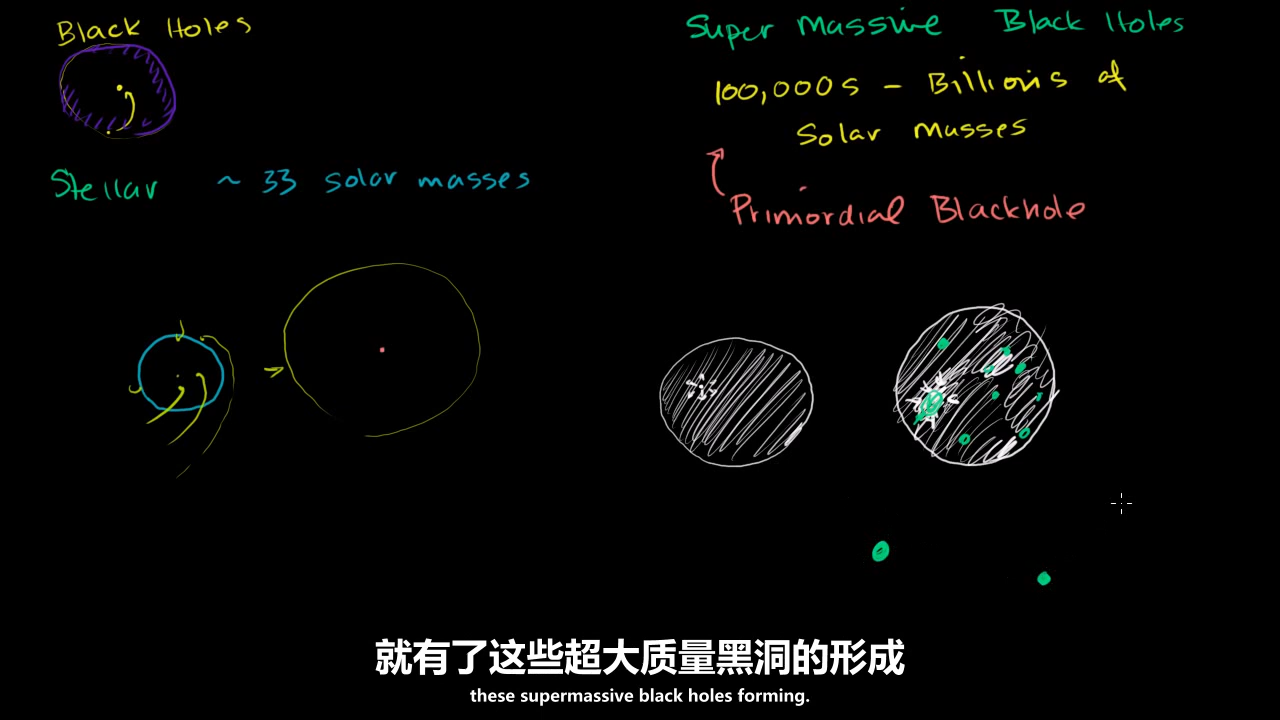 Black Holes
Stellar ~ 33 solar masses
Super Massive Black Holes
100,000s - Billions of
Solar Masses
Primordial Blackhole
就有了这些超大质量黑洞的形成
these supermassive black holes forming.